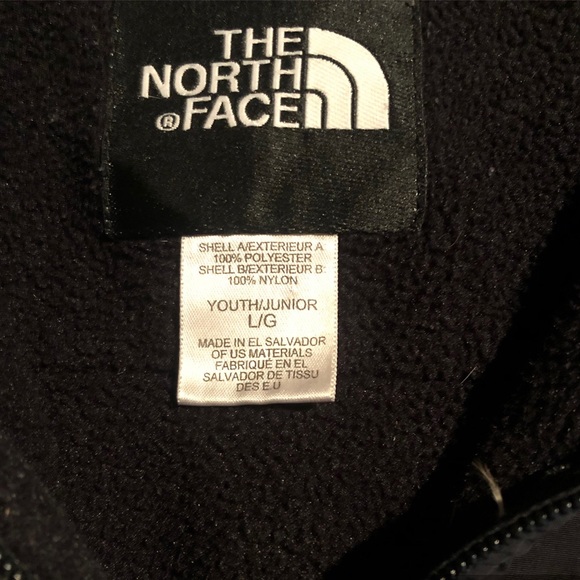 THE
NORTH
®FACE
SHELL A/EXTERIEUR A
100% POLYESTER
SHELL B/EXTERIEUR B:
100% NYLON
YOUTH/JUNIOR
L/G
MADE IN EL SALVADOR
OF US MATERIALS
FABRIQUÉ EN EL
SALVADOR DE TISSU
DES E.U